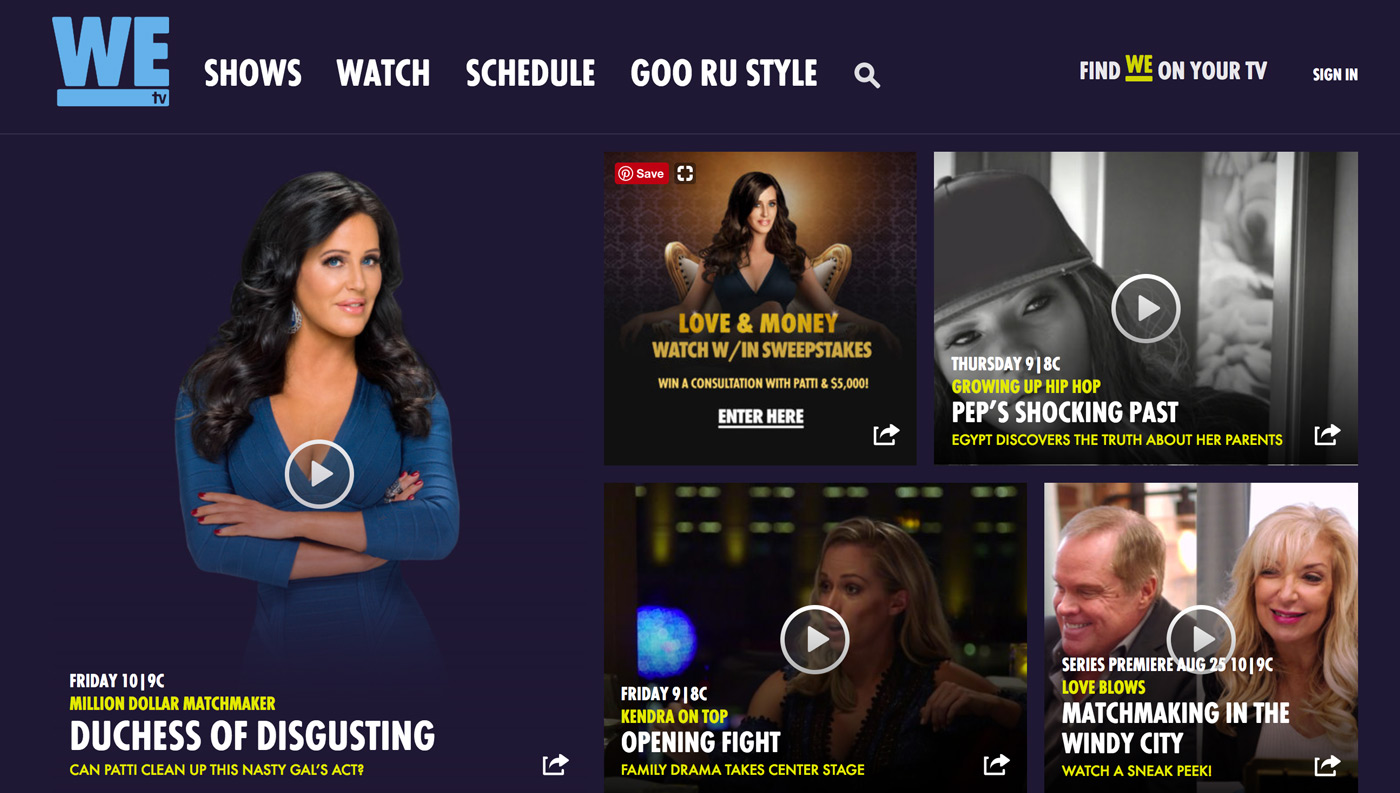 WE
tv
SHOWS WATCH SCHEDULE GOO RU STYLE
FIND WE ON YOUR TV
SIGN IN
Save
LOVE & MONEY
WATCH W/IN SWEEPSTAKES
WIN A CONSULTATION WITH PATTI & $5,000!
ENTER HERE
THURSDAY 9|8C
GROWING UP HIP HOP
PEP'S SHOCKING PAST
EGYPT DISCOVERS THE TRUTH ABOUT HER PARENTS
FRIDAY 10|9C
MILLION DOLLAR MATCHMAKER
DUCHESS OF DISGUSTING
CAN PATTI CLEAN UP THIS NASTY GAL'S ACT?
FRIDAY 9|8C
KENDRA ON TOP
OPENING FIGHT
FAMILY DRAMA TAKES CENTER STAGE
SERIES PREMIERE AUG 25 10|9C
LOVE BLOWS
MATCHMAKING IN THE
WINDY CITY
WATCH A SNEAK PEEK!